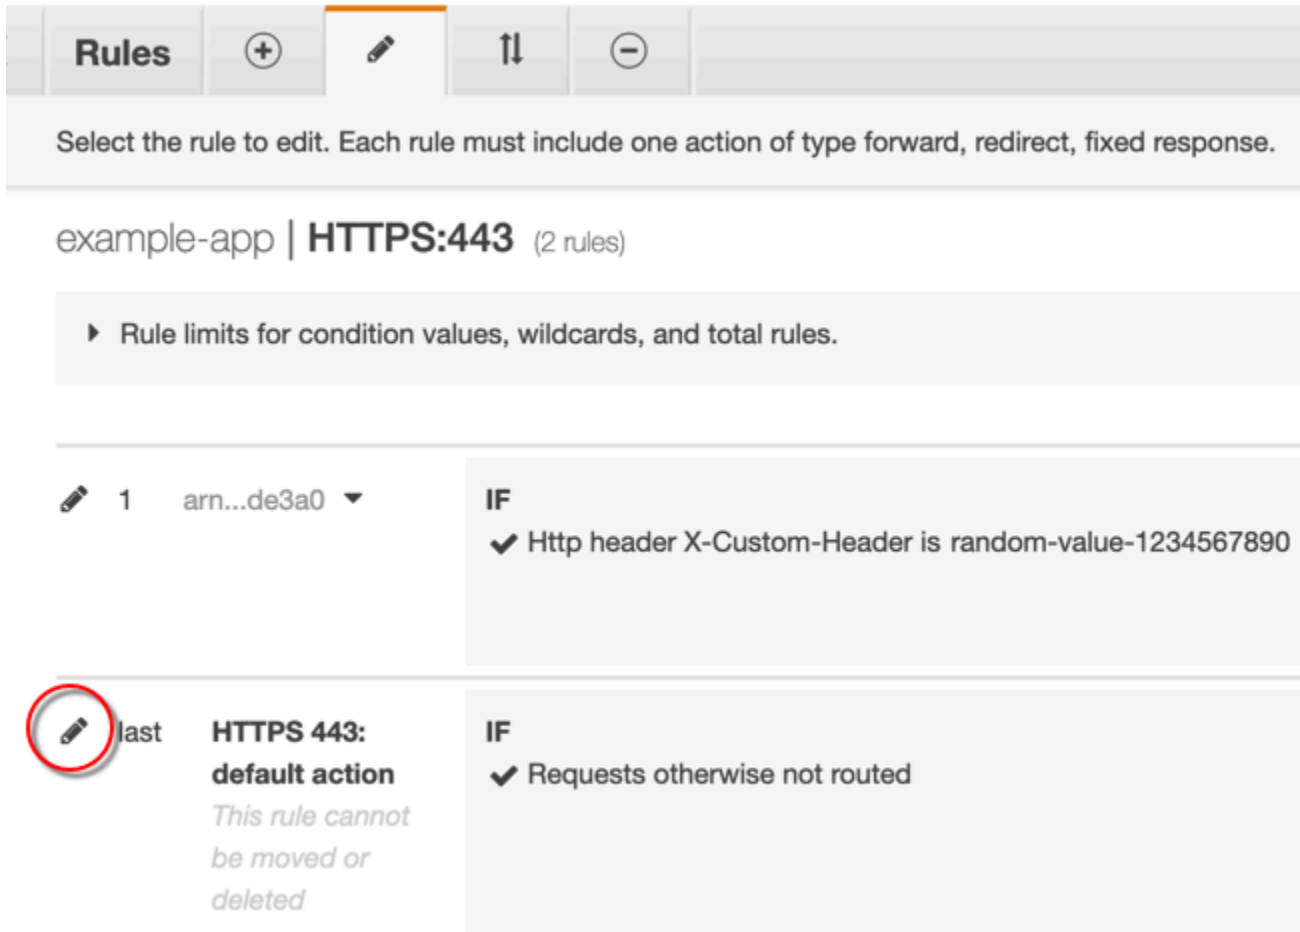 Rules
Select the rule to edit. Each rule must include one action of type forward, redirect, fixed response.
example-app | HTTPS:443 (2 rules)
Rule limits for condition values, wildcards, and total rules.
1 arn...de3a0 IF
Http header X-Custom-Header is random-value-1234567890
last HTTPS 443: IF
default action Requests otherwise not routed
This rule cannot
be moved or
deleted